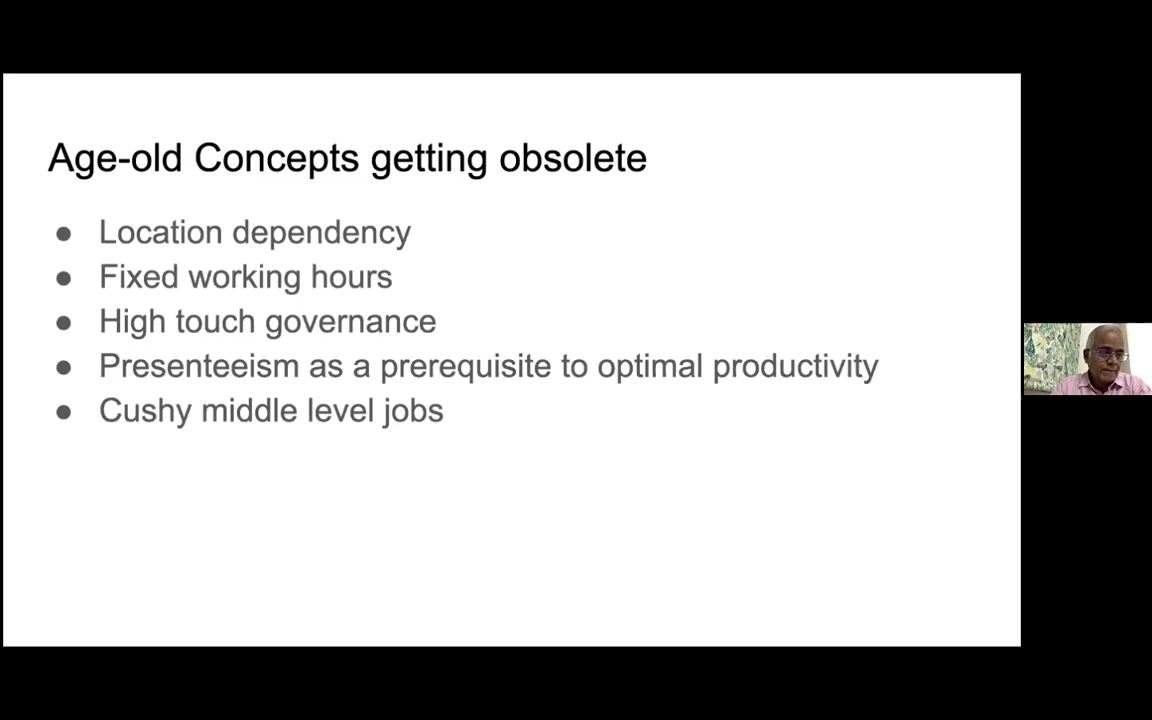 Age-old Concepts getting obsolete
● Location dependency
● Fixed working hours
● High touch governance
● Presenteeism as a prerequisite to optimal productivity
● Cushy middle level jobs